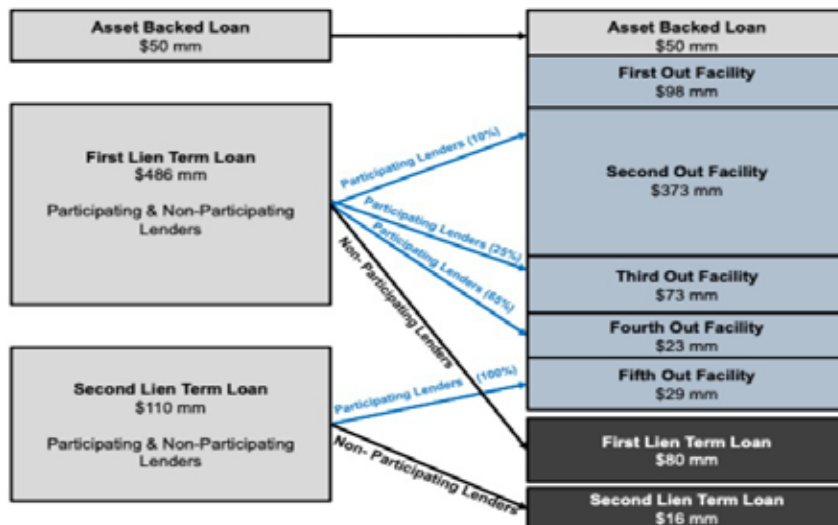 Asset Backed Loan
$50 mm
First Lien Term Loan
$486 mm
Participating & Non-Participating
Lenders
Second Lien Term Loan
$110 mm
Participating & Non-Participating
Lenders
Participating Lenders (10%)
Participating Lenders (25%)
Participating Lenders (65%)
Non- Participating Lenders
Participating Lenders (100%)
Non- Participating Lenders
Asset Backed Loan
$50 mm
First Out Facility
$98 mm
Second Out Facility
$373 mm
Third Out Facility
$73 mm
Fourth Out Facility
$23 mm
Fifth Out Facility
$29 mm
First Lien Term Loan
$80 mm
Second Lien Term Loan
$16 mm